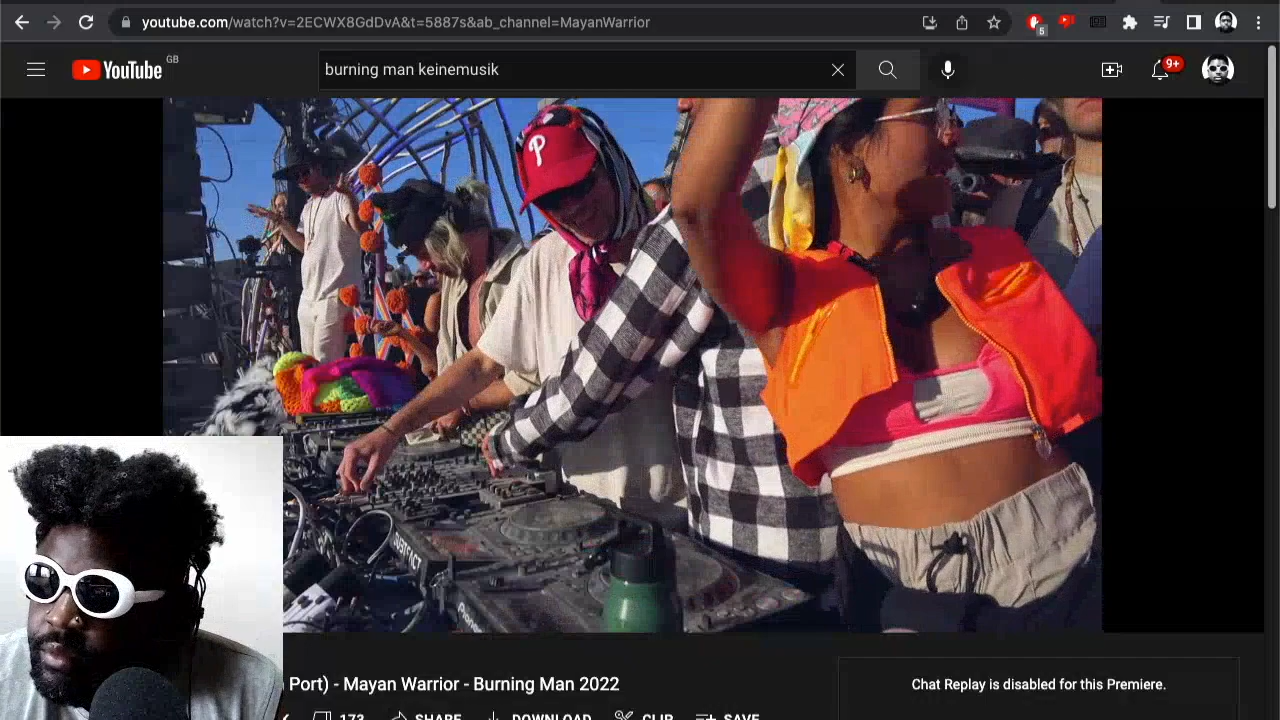 youtube.com/watch?v=2ECWX8GdDvA&t=5887s&ab_channel=MayanWarrior
5
YouTube GB
burning man keinemusik
9+
P
Port) - Mayan Warrior - Burning Man 2022
Chat Replay is disabled for this Premiere.
173 SHARE DOWNLOAD CLIP SAVE